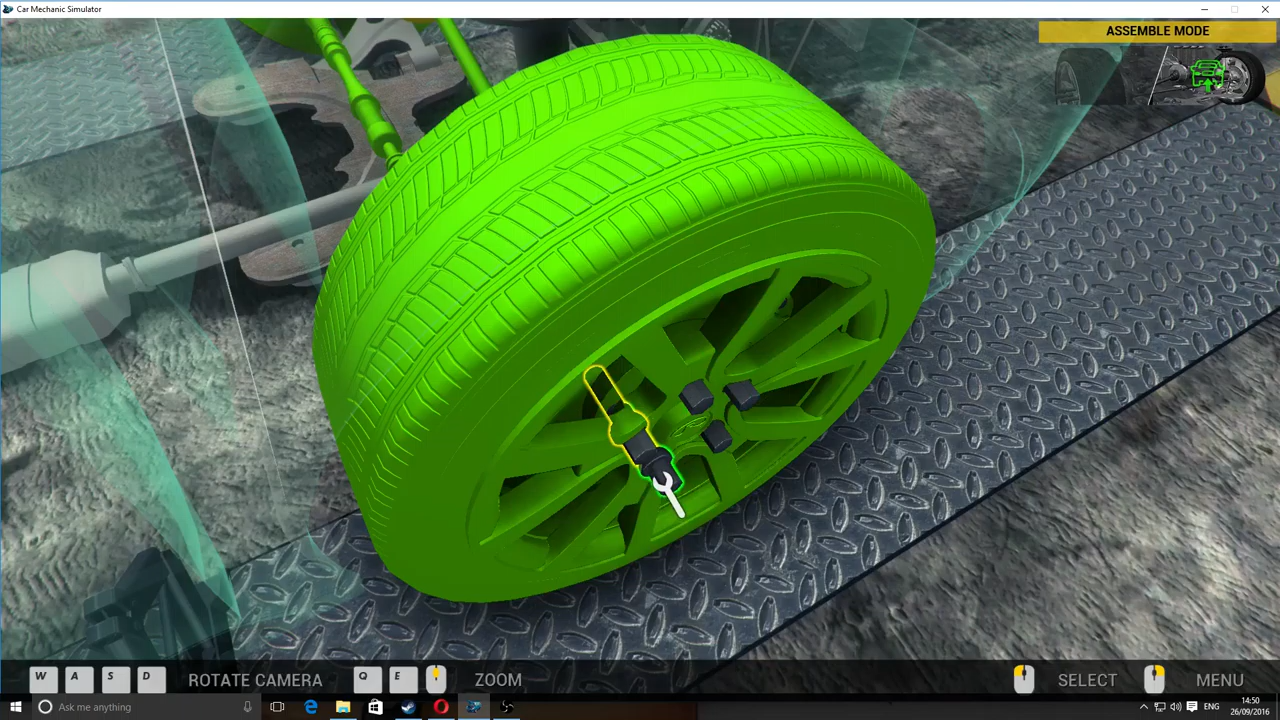 Car Mechanic Simulator
ASSEMBLE MODE
W A S D ROTATE CAMERA Q E ZOOM SELECT MENU
Ask me anything
ENG
14:50
26/09/2016